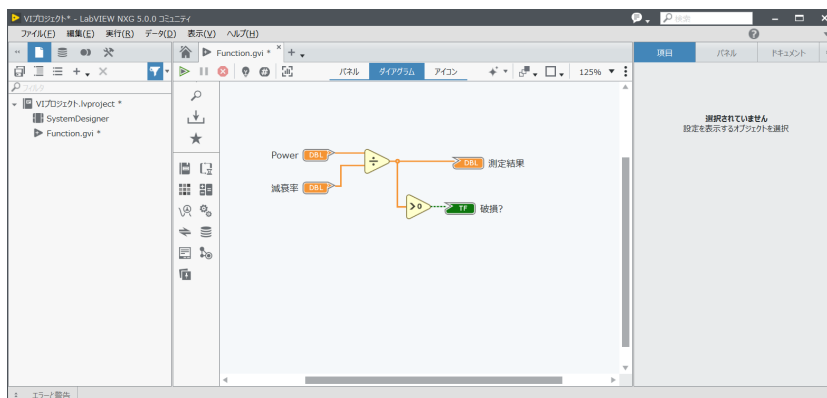 VIプロジェクト* - LabVIEW NXG 5.0.0 コミュニティ
検索
ファイル(F) 編集(E) 実行(R) データ(D) 表示(V) ヘルプ(H)
Function.gvi *
項目 パネル ドキュメント
パネル ダイアグラム アイコン 125%
フィルタ
VIプロジェクト.lvproject *
SystemDesigner
Function.gvi *
選択されていません
設定を表示するオブジェクトを選択
Power DBL ÷ DBL 測定結果
減衰率 DBL
>0 TF 破損?
エラーと警告